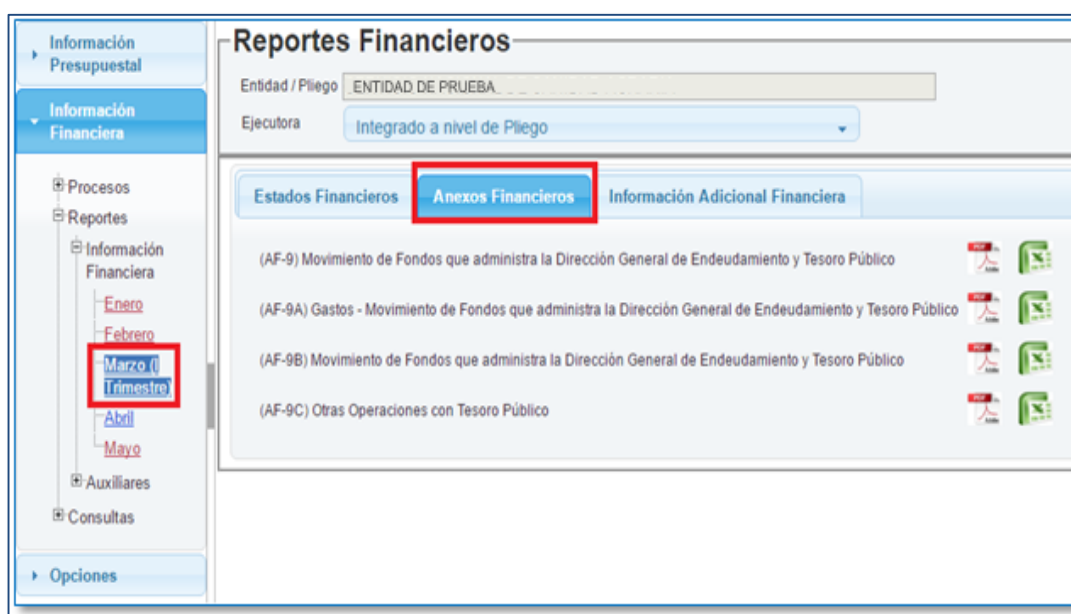 Información
Presupuestal
Información
Financiera
Procesos
Reportes
Información
Financiera
Enero
Febrero
Marzo (I
Trimestre)
Abril
Mayo
Auxiliares
Consultas
Opciones
Reportes Financieros
Entidad / Pliego ENTIDAD DE PRUEBA
Ejecutora Integrado a nivel de Pliego
Estados Financieros Anexos Financieros Información Adicional Financiera
(AF-9) Movimiento de Fondos que administra la Dirección General de Endeudamiento y Tesoro Público
(AF-9A) Gastos - Movimiento de Fondos que administra la Dirección General de Endeudamiento y Tesoro Público
(AF-9B) Movimiento de Fondos que administra la Dirección General de Endeudamiento y Tesoro Público
(AF-9C) Otras Operaciones con Tesoro Público